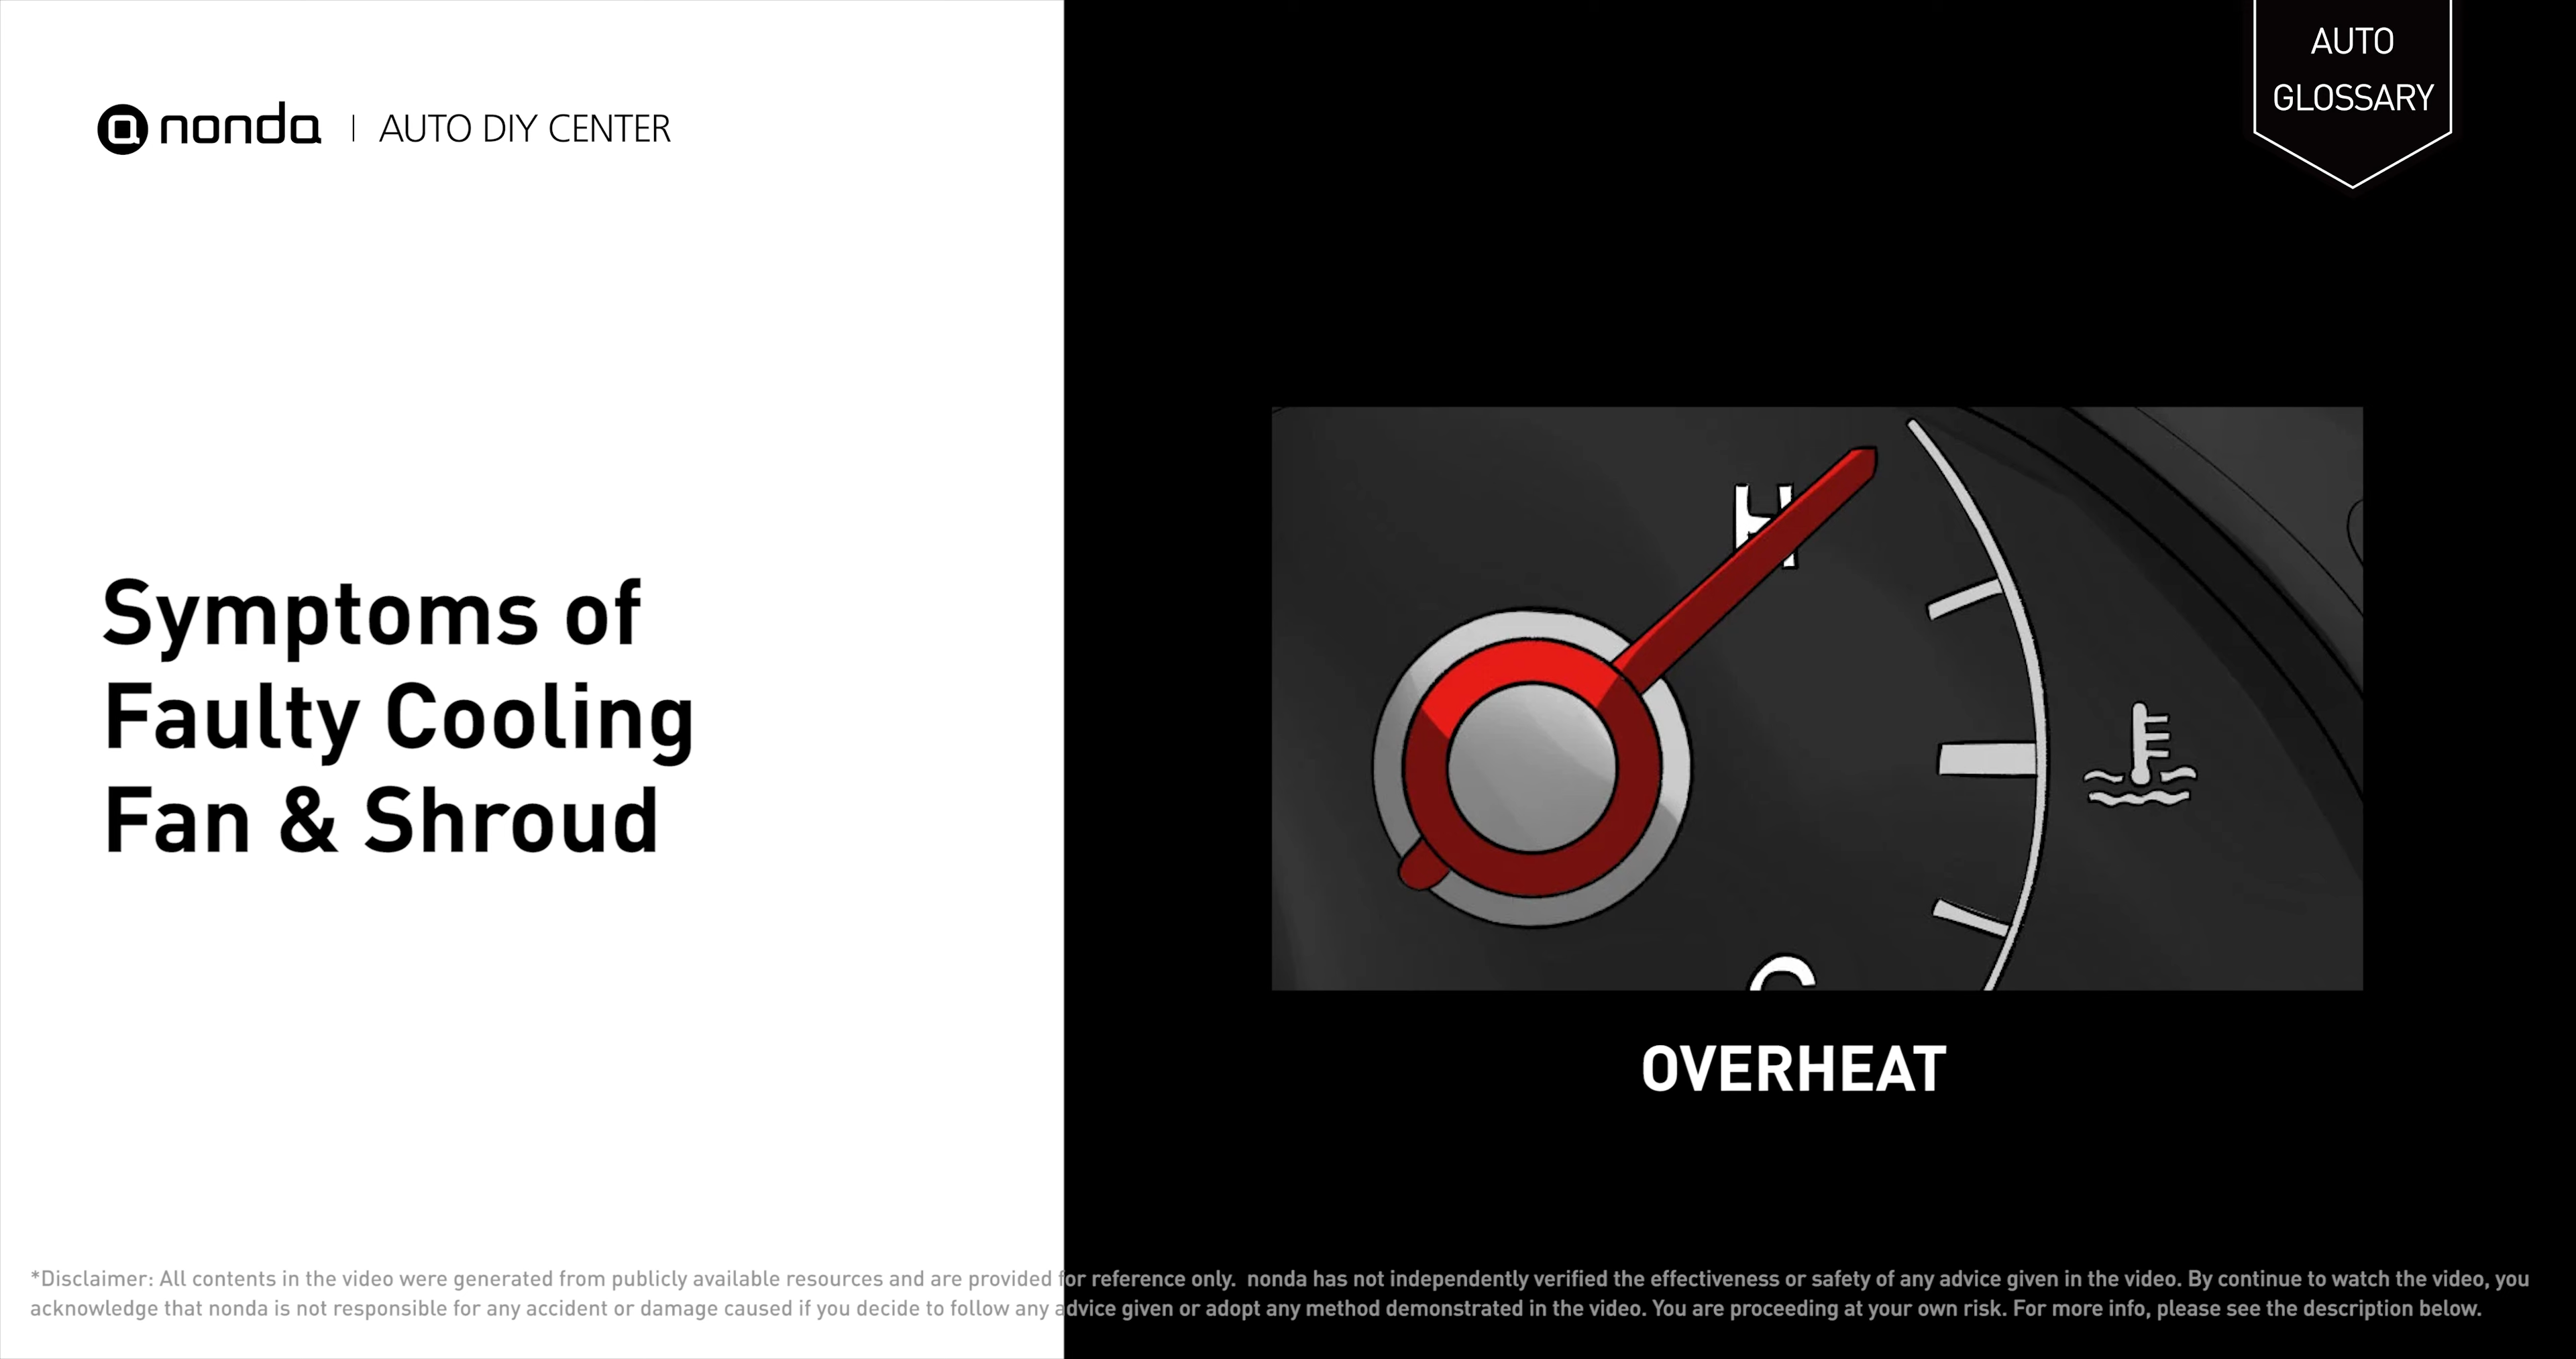 nonda | AUTO DIY CENTER
AUTO
GLOSSARY
Symptoms of
Faulty Cooling
Fan & Shroud
H
C
OVERHEAT
*Disclaimer: All contents in the video were generated from publicly available resources and are provided for reference only. nonda has not independently verified the effectiveness or safety of any advice given in the video. By continue to watch the video, you
acknowledge that nonda is not responsible for any accident or damage caused if you decide to follow any advice given or adopt any method demonstrated in the video. You are proceeding at your own risk. For more info, please see the description below.